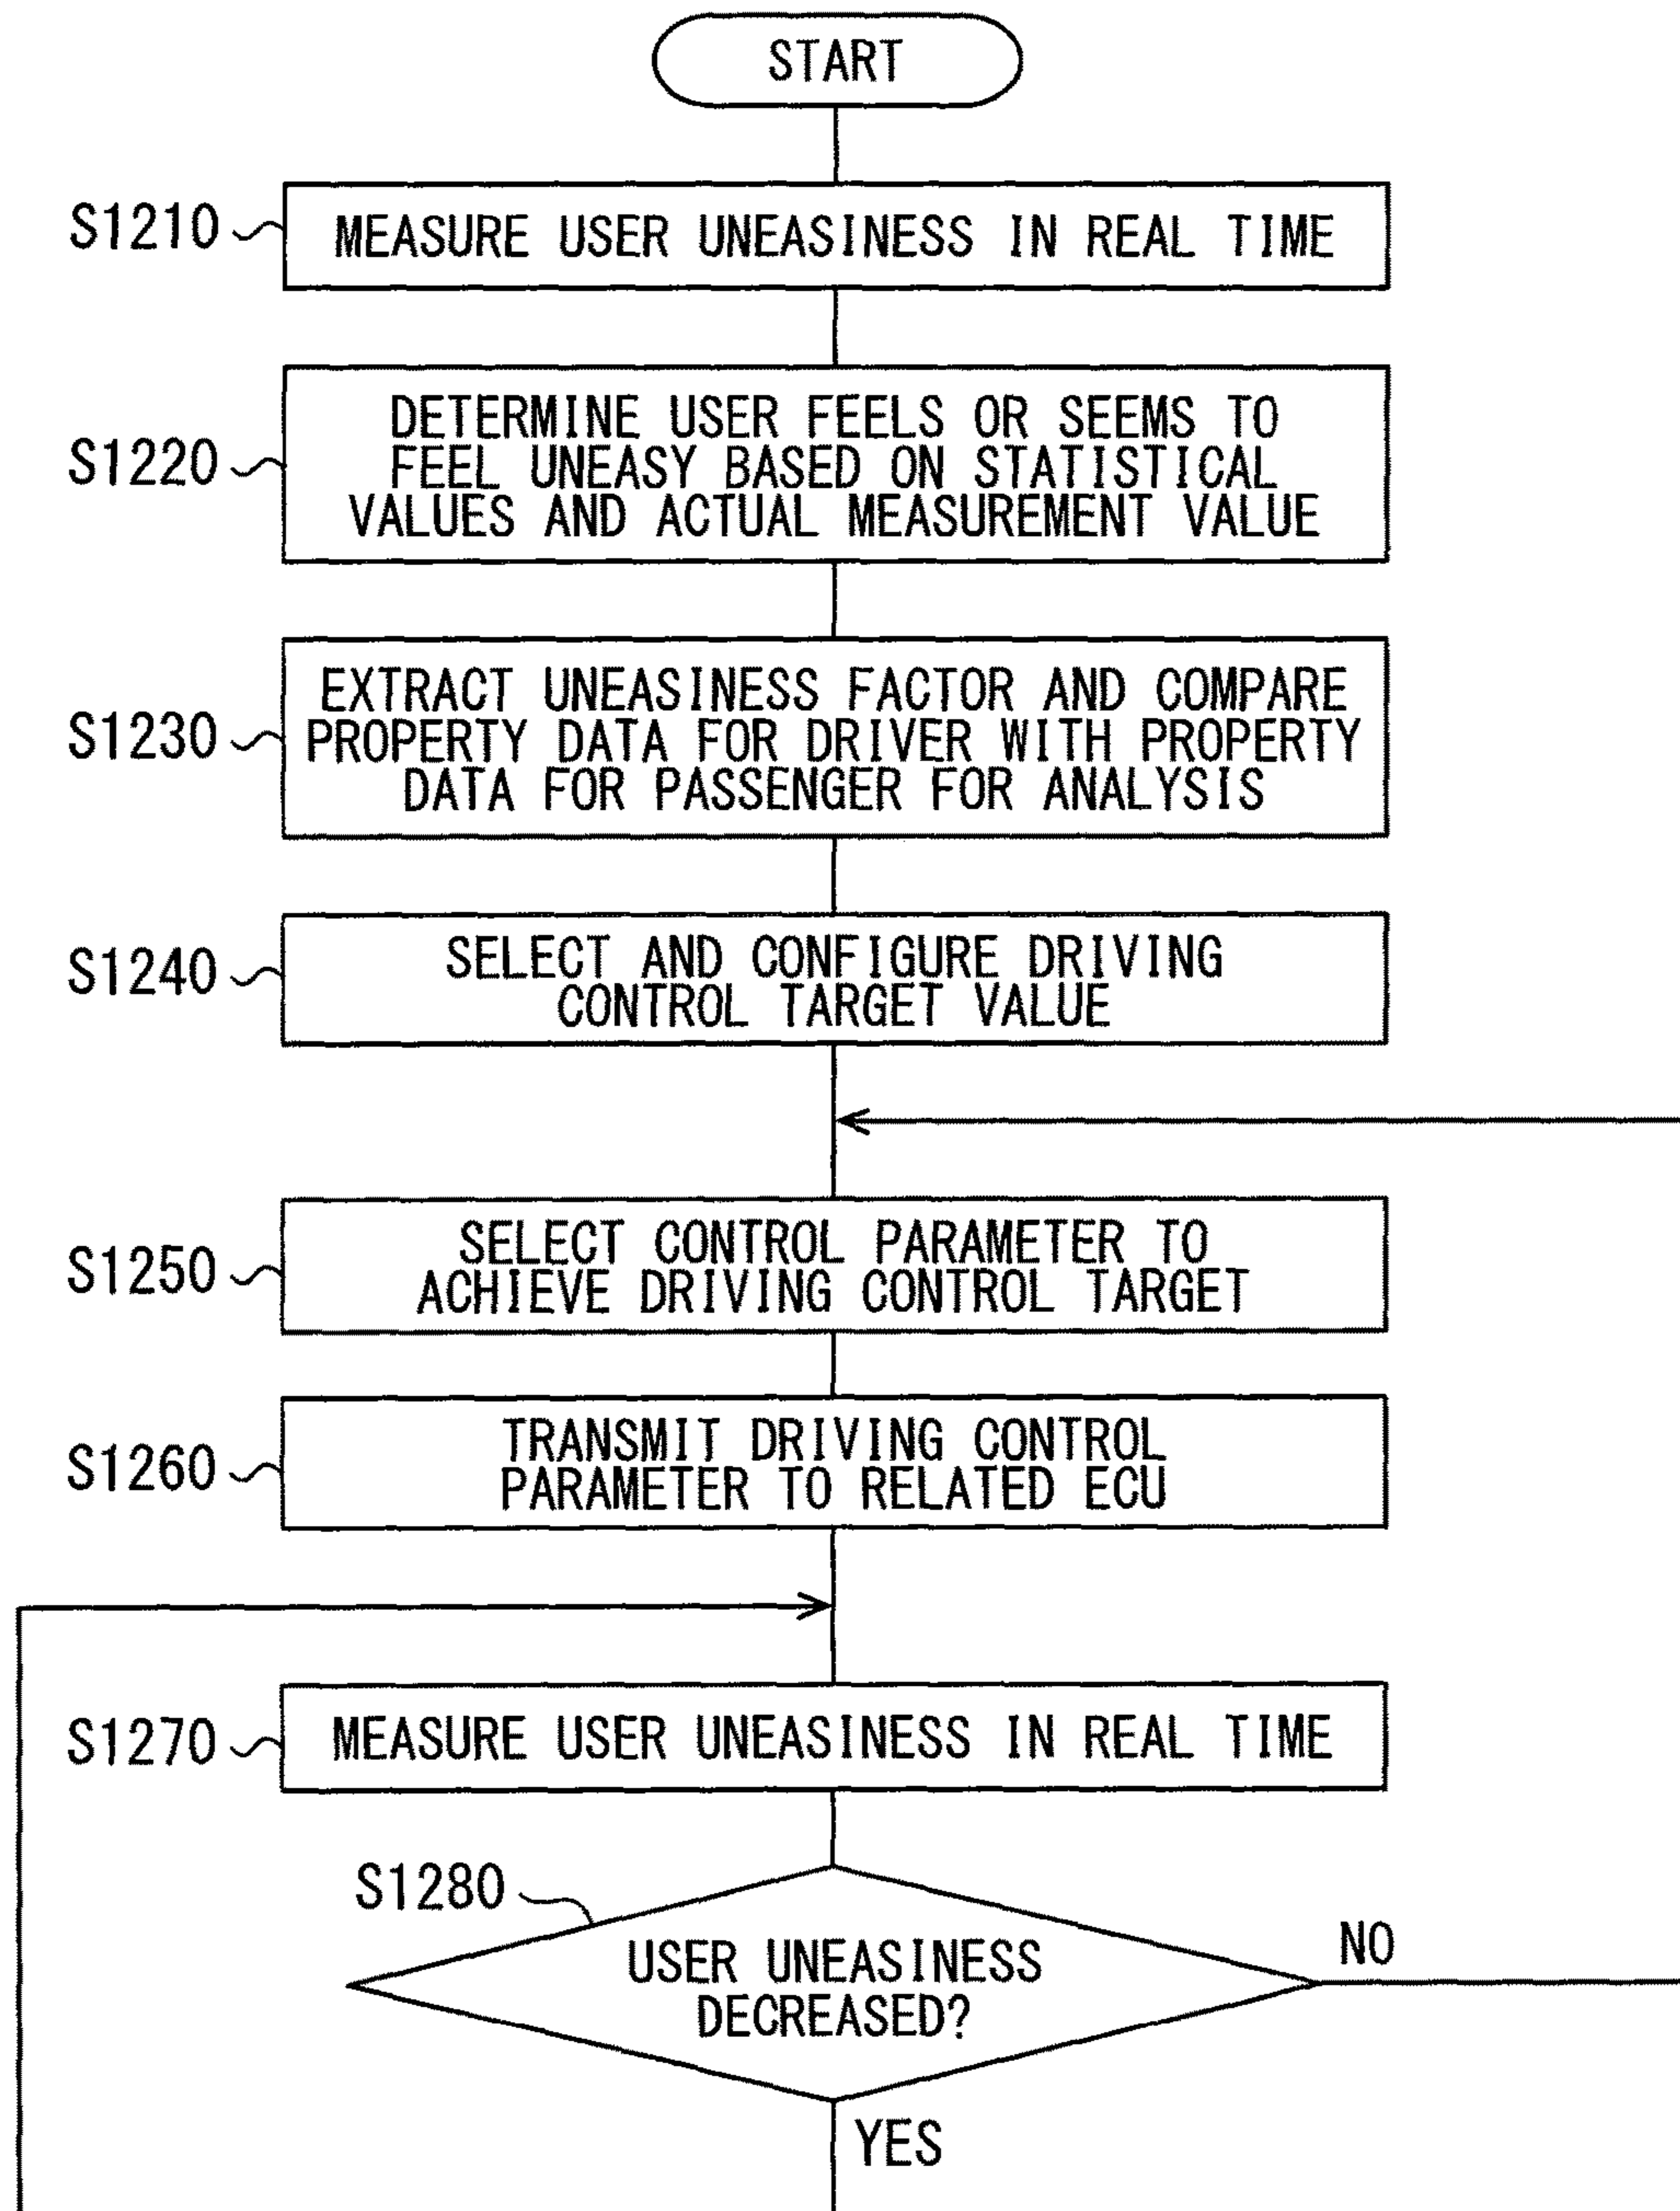 START
S1210
MEASURE USER UNEASINESS IN REAL TIME
S1220
DETERMINE USER FEELS OR SEEMS TO
FEEL UNEASY BASED ON STATISTICAL
VALUES AND ACTUAL MEASUREMENT VALUE
S1230
EXTRACT UNEASINESS FACTOR AND COMPARE
PROPERTY DATA FOR DRIVER WITH PROPERTY
DATA FOR PASSENGER FOR ANALYSIS
S1240
SELECT AND CONFIGURE DRIVING
CONTROL TARGET VALUE
S1250
SELECT CONTROL PARAMETER TO
ACHIEVE DRIVING CONTROL TARGET
S1260
TRANSMIT DRIVING CONTROL
PARAMETER TO RELATED ECU
S1270
MEASURE USER UNEASINESS IN REAL TIME
S1280
USER UNEASINESS
DECREASED?
NO
YES